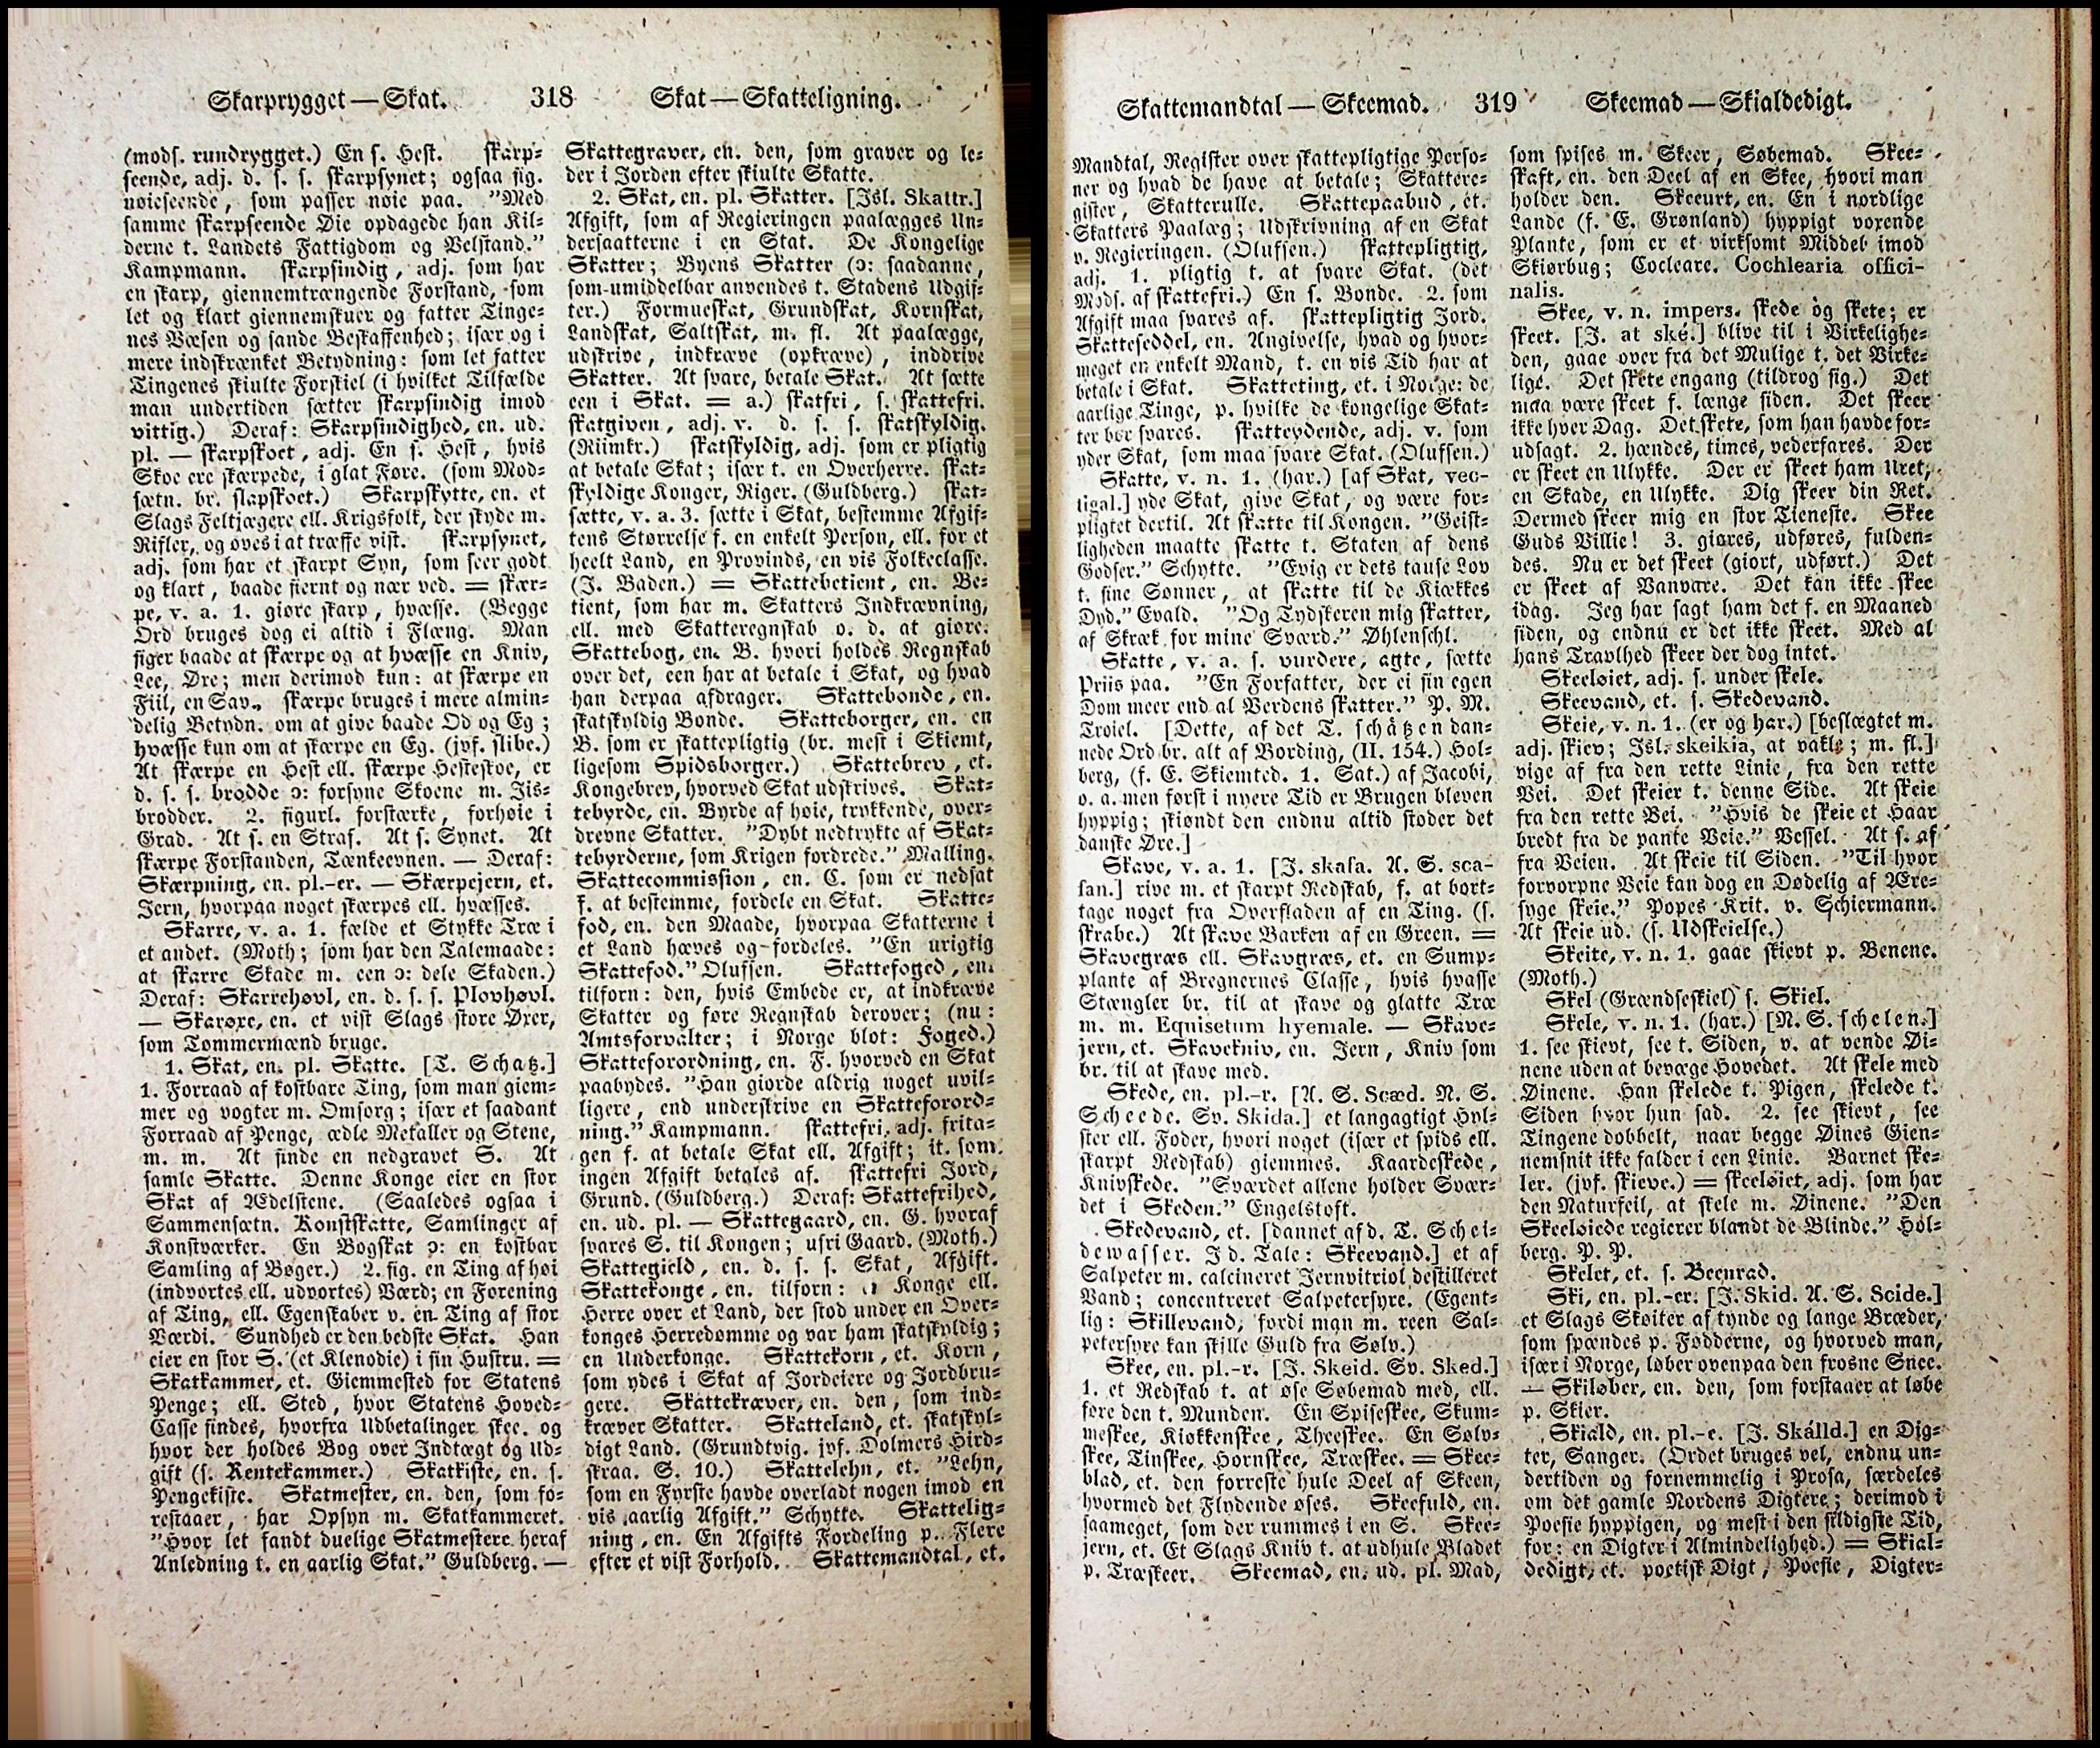 Skarprygget—Skat. 318 Skat—Skatteligning.
(mods. rundrygget.) En s. Hest. skarp-
seende, adj. d. s. s. skarpsynet; ogsaa fig.
nøieseende, som passer nøie paa. "Med
samme skarpseende Øie opdagede han Kil-
derne t. Landets Fattigdom og Velstand."
Kampmann. skarpsindig, adj. som har
en skarp, giennemtrængende Forstand, som
let og klart giennemskuer og fatter Tinge-
nes Væsen og sande Beskaffenhed; især og i
mere indskrænket Betydning: som let fatter
Tingenes skiulte Forskiel (i hvilket Tilfælde
man undertiden sætter skarpsindig imod
vittig.) Deraf: Skarpsindighed, en. ud.
pl. — skarpskoet, adj. En s. Hest, hvis
Skoe ere skærpede, i glat Føre. (som Mod-
sætn. br. slapskoet.) Skarpskytte, en. et
Slags Feltjægere ell. Krigsfolk, der skyde m.
Rifler, og øves i at træffe vist. skarpsynet,
adj. som har et skarpt Syn, som seer godt
og klart, baade fiernt og nær ved. = skær-
pe, v. a. 1. giøre skarp, hvæsse. (Begge
Ord bruges dog ei altid i Flæng. Man
siger baade at skærpe og at hvæsse en Kniv,
Lee, Øre; men derimod kun: at skærpe en
Fiil, en Sav. skærpe bruges i mere almin-
delig Betydn. om at give baade Od og Eg;
hvæsse kun om at skærpe en Eg. (jvf. slibe.)
At skærpe en Hest ell. skærpe Hesteskoe, er
d. s. s. brodde ɔ: forsyne Skoene m. Jis-
brodder. 2. figurl. forstærke, forhøie i
Grad. At s. en Straf. At s. Synet. At
skærpe Forstanden, Tænkeevnen. — Deraf:
Skærpning, en. pl.-er. — Skærpejern, et.
Jern, hvorpaa noget skærpes ell. hvæsses.
Skarre, v. a. 1. fælde et Stykke Træ i
et andet. (Moth; som har den Talemaade:
at skarre Skade m. een ɔ: dele Skaden.)
Deraf: Skarrehøvl, en. d. s. s. Plovhøvl.
— Skarøre, en. et vist Slags store Ører,
som Tømmermænd bruge.
1. Skat, en. pl. Skatte. [T. Schatz.]
1. Forraad af kostbare Ting, som man giem-
mer og vogter m. Omsorg; især et saadant
Forraad af Penge, ædle Metaller og Stene,
m. m. At finde en nedgravet S. At
samle Skatte. Denne Konge eier en stor
Skat af Ædelstene. (Saaledes ogsaa i
Sammensætn. Konstskatte, Samlinger af
Konstværker. En Bogskat ɔ: en kostbar
Samling af Bøger.) 2. fig. en Ting af høi
(indvortes ell. udvortes) Værd; en Forening
af Ting, ell. Egenskaber v. en Ting af stor
Værdi. Sundhed er den bedste Skat. Han
eier en stor S. (et Klenodie) i sin Hustru. =
Skatkammer, et. Giemmested for Statens
Penge; ell. Sted, hvor Statens Hoved-
Casse findes, hvorfra Udbetalinger skee, og
hvor der holdes Bog over Indtægt og Ud-
gift (s. Rentekammer.) Skatkiste, en. s.
Pengekiste. Skatmester, en. den, som fo-
restaaer, har Opsyn m. Skatkammeret.
"Hvor let fandt duelige Skatmestere heraf
Anledning t. en aarlig Skat." Guldberg. —
Skattegraver, en. den, som graver og le-
der i Jorden efter skiulte Skatte.
2. Skat, en. pl. Skatter. [Isl. Skattr.]
Afgift, som af Regieringen paalægges Un-
dersaatterne i en Stat. De Kongelige
Skatter; Byens Skatter (ɔ: saadanne,
som umiddelbar anvendes t. Stadens Udgif-
ter.) Formueskat, Grundskat, Kornskat,
Landskat, Saltskat, m. fl. At paalægge,
udskrive, indkræve (opkræve), inddrive
Skatter. At svare, betale Skat. At sætte
een i Skat. = a.) skatfri, s. skattefri.
skatgiven, adj. v. d. s. s. skatskyldig.
(Riimkr.) skatskyldig, adj. som er pligtig
at betale Skat; især t. en Overherre. skat-
skyldige Konger, Riger. (Guldberg.) skat-
sætte, v. a. 3. sætte i Skat, bestemme Afgif-
tens Størrelse f. en enkelt Person, ell. for et
heelt Land, en Provinds, en vis Folkeclasse.
(J. Baden.) = Skattebetient, en. Be-
tient, som har m. Skatters Indkrævning,
ell. med Skatteregnskab o. d. at giøre.
Skattebog, en. B. hvori holdes Regnskab
over det, een har at betale i Skat, og hvad
han derpaa afdrager. Skattebonde, en.
skatskyldig Bonde. Skatteborger, en. en
B. som er skattepligtig (br. mest i Skiemt,
ligesom Spidsborger.) Skattebrev, et.
Kongebrev, hvorved Skat udskrives. Skat-
tebyrde, en. Byrde af høie, trykkende, over-
drevne Skatter. "Dybt nedtrykte af Skat-
tebyrderne, som Krigen fordrede." Malling.
Skattecommission, en. C. som er nedsat
f. at bestemme, fordele en Skat. Skatte-
fod, en. den Maade, hvorpaa Skatterne i
et Land hæves og fordeles. "En urigtig
Skattefod." Olufsen. Skattefoged, en.
tilforn: den, hvis Embede er, at indkræve
Skatter og føre Regnskab derover; (nu:
Amtsforvalter; i Norge blot: Foged.)
Skatteforordning, en. F. hvorved en Skat
paabydes. "Han giorde aldrig noget uvil-
ligere, end underskrive en Skatteforord-
ning." Kampmann. skattefri, adj. frita-
gen f. at betale Skat ell. Afgift; it. som
ingen Afgift betales af. skattefri Jord,
Grund. (Guldberg.) Deraf: Skattefrihed,
en. ud. pl. — Skattegaard, en. G. hvoraf
svares S. til Kongen; ufri Gaard. (Moth.)
Skattegield, en. d. s. s. Skat, Afgift.
Skattekonge, en. tilforn: Konge ell.
Herre over et Land, der stod under en Over-
konges Herredømme og var ham skatskyldig;
en Underkonge. Skattekorn, et. Korn,
som ydes i Skat af Jordeiere og Jordbru-
gere. Skattekræver, en. den, som ind-
kræver Skatter. Skatteland, et. skatskyl-
digt Land. (Grundtvig. jvf. Dolmers Hird-
skraa. S. 10.) Skattelehn, et. "Lehn,
som en Fyrste havde overladt nogen imod en
vis aarlig Afgift." Schytte. Skattelig-
ning, en. En Afgifts Fordeling p. Flere
efter et vist Forhold. Skattemandtal, et.
Skattemandtal—Skeemad. 319 Skeemad—Skialdedigt.
Mandtal, Register over skattepligtige Perso-
ner og hvad de have at betale; Skattere-
gister, Skatterulle. Skattepaabud, et.
Skatters Paalæg; Udskrivning af en Skat
v. Regieringen. (Olufsen.) skattepligtig,
adj. 1. pligtig t. at svare Skat. (det
Mods. af skattefri.) En s. Bonde. 2. som
Afgift maa svares af. skattepligtig Jord.
Skatteseddel, en. Angivelse, hvad og hvor-
meget en enkelt Mand, t. en vis Tid har at
betale i Skat. Skatteting, et. i Norge: de
aarlige Tinge, p. hvilke de kongelige Skat-
ter bør svares. skatteydende, adj. v. som
yder Skat, som maa svare Skat. (Olufsen.)
Skatte, v. n. 1. (har.) [af Skat, vec-
tigal.] yde Skat, give Skat, og være for-
pligtet dertil. At skatte til Kongen. "Geist-
ligheden maatte skatte t. Staten af dens
Godser." Schytte. "Evig er dets tause Lov
t. sine Sønner, at skatte til de Kiækkes
Dyd." Evald. "Og Tydskeren mig skatter,
af Skræk for mine Sværd." Øhlenschl.
Skatte, v. a. s. vurdere, agte, sætte
Priis paa. "En Forfatter, der ei sin egen
Dom meer end al Verdens skatter." P. M.
Troiel. [Dette, af det T. schätzen dan-
nede Ord br. alt af Bording, (II. 154.) Hol-
berg, (f. E. Skiemted. 1. Sat.) af Jacobi,
o. a. men først i nyere Tid er Brugen bleven
hyppig; skiøndt den endnu altid støder det
danske Øre.]
Skave, v. a. 1. [J. skafa. A. S. sca-
fan.] rive m. et skarpt Redskab, f. at bort-
tage noget fra Overfladen af en Ting. (s.
skrabe.) At skave Barken af en Green. =
Skavegræs ell. Skavgræs, et. en Sump-
plante af Bregnernes Classe, hvis hvasse
Stængler br. til at skave og glatte Træ
m. m. Equisetum hyemale. — Skave-
jern, et. Skavekniv, en. Jern, Kniv som
br. til at skave med.
Skede, en. pl.-r. [A. S. Scæd. N. S.
Scheede. Sv. Skida.] et langagtigt Hyl-
ster ell. Foder, hvori noget (især et spids ell.
skarpt Redskab) giemmes. Kaardeskede,
Knivskede. "Sværdet allene holder Svær-
det i Skeden." Engelstoft.
Skedevand, et. [dannet af d. T. Schei-
dewasser. J d. Tale: Skeevand.] et af
Salpeter m. calcineret Jernvitriol destilleret
Vand; concentreret Salpetersyre. (Egent-
lig: Skillevand, fordi man m. reen Sal-
petersyre kan skille Guld fra Sølv.)
Skee, en. pl.-r. [J. Skeid. Sv. Sked.]
1. et Redskab t. at øse Søbemad med, ell.
føre den t. Munden. En Spiseskee, Skum-
meskee, Kiøkkenskee, Theeskee. En Sølv-
skee, Tinskee, Hornskee, Træskee. = Skee-
blad, et. den forreste hule Deel af Skeen,
hvormed det Flydende øses. Skeefuld, en.
saameget, som der rummes i en S. Skee-
jern, et. Et Slags Kniv t. at udhule Bladet
p. Træskeer. Skeemad, en. ud. pl. Mad,
som spises m. Skeer, Søbemad. Skee-
skaft, en. den Deel af en Skee, hvori man
holder den. Skeeurt, en. En i nordlige
Lande (f. E. Grønland) hyppigt voxende
Plante, som er et virksomt Middel imod
Skiørbug; Cocleare. Cochlearia offici-
nalis.
Skee, v. n. impers. skede og skete; er
skeet. [J. at ské.] blive til i Virkelighe-
den, gaae over fra det Mulige t. det Virke-
lige. Det skete engang (tildrog sig.) Det
maa være skeet f. længe siden. Det skeer
ikke hver Dag. Det skete, som han havde for-
udsagt. 2. hændes, times, vederfares. Der
er skeet en Ulykke. Der er skeet ham Uret,
en Skade, en Ulykke. Dig skeer din Ret.
Dermed skeer mig en stor Tieneste. Skee
Guds Villie! 3. giøres, udføres, fulden-
des. Nu er det skeet (giort, udført.) Det
er skeet af Vanvare. Det kan ikke skee
idag. Jeg har sagt ham det f. en Maaned
siden, og endnu er det ikke skeet. Med al
hans Travlhed skeer der dog intet.
Skeeløiet, adj. s. under skele.
Skeevand, et. s. Skedevand.
Skeie, v. n. 1. (er og har.) [beslægtet m.
adj. skiev; Isl. skeikia, at vakle; m. fl.]
vige af fra den rette Linie, fra den rette
Vei. Det skeier t. denne Side. At skeie
fra den rette Vei. "Hvis de skeie et Haar
bredt fra de vante Veie." Vessel. At s. af
fra Veien. At skeie til Siden. "Til hvor
forvorpne Veie kan dog en Dødelig af Ære-
syge skeie." Popes Krit. v. Schiermann.
At skeie ud. (s. Udskeielse.)
Skeite, v. n. 1. gaae skievt p. Benene.
(Moth.)
Skel (Grændseskiel) s. Skiel.
Skele, v. n. 1. (har.) [N. S. schelen.]
1. see skievt, see t. Siden, v. at vende Øi-
nene uden at bevæge Hovedet. At skele med
Øinene. Han skelede t. Pigen, skelede t.
Siden hvor hun sad. 2. see skievt, see
Tingene dobbelt, naar begge Øines Gien-
nemsnit ikke falder i een Linie. Barnet ske-
ler. (jvf. skieve.) = skeeløiet, adj. som har
den Naturfeil, at skele m. Øinene. "Den
Skeeløiede regierer blandt de Blinde." Hol-
berg. P. P.
Skelet, et. s. Beenrad.
Ski, en. pl.-er. [J. Skid. A. S. Scide.]
et Slags Skøiter af tynde og lange Bræder,
som spændes p. Fødderne, og hvorved man,
især i Norge, løber ovenpaa den frosne Snee.
— Skiløber, en. den, som forstaaer at løbe
p. Skier.
Skiald, en. pl.-e. [J. Skálld.] en Dig-
ter, Sanger. (Ordet bruges vel, endnu un-
dertiden og fornemmelig i Prosa, særdeles
om det gamle Nordens Digtere; derimod i
Poesie hyppigen, og mest i den sildigste Tid,
for: en Digter i Almindelighed.) = Skial-
dedigt, et. poetisk Digt, Poesie, Digter-